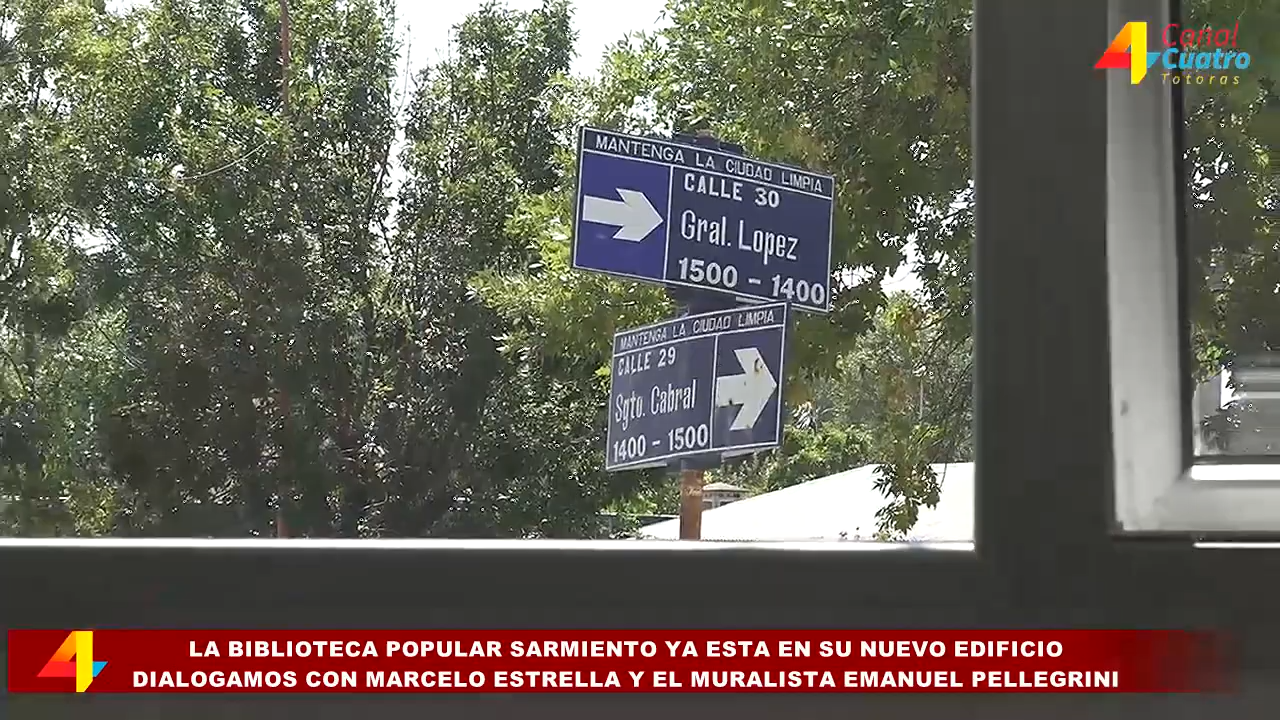 4 Canal
Cuatro
Totoras
MANTENGA LA CIUDAD LIMPIA
CALLE 30
Gral. Lopez
1500 - 1400
MANTENGA LA CIUDAD LIMPIA
CALLE 29
Sgto. Cabral
1400 - 1500
4
LA BIBLIOTECA POPULAR SARMIENTO YA ESTA EN SU NUEVO EDIFICIO
DIALOGAMOS CON MARCELO ESTRELLA Y EL MURALISTA EMANUEL PELLEGRINI